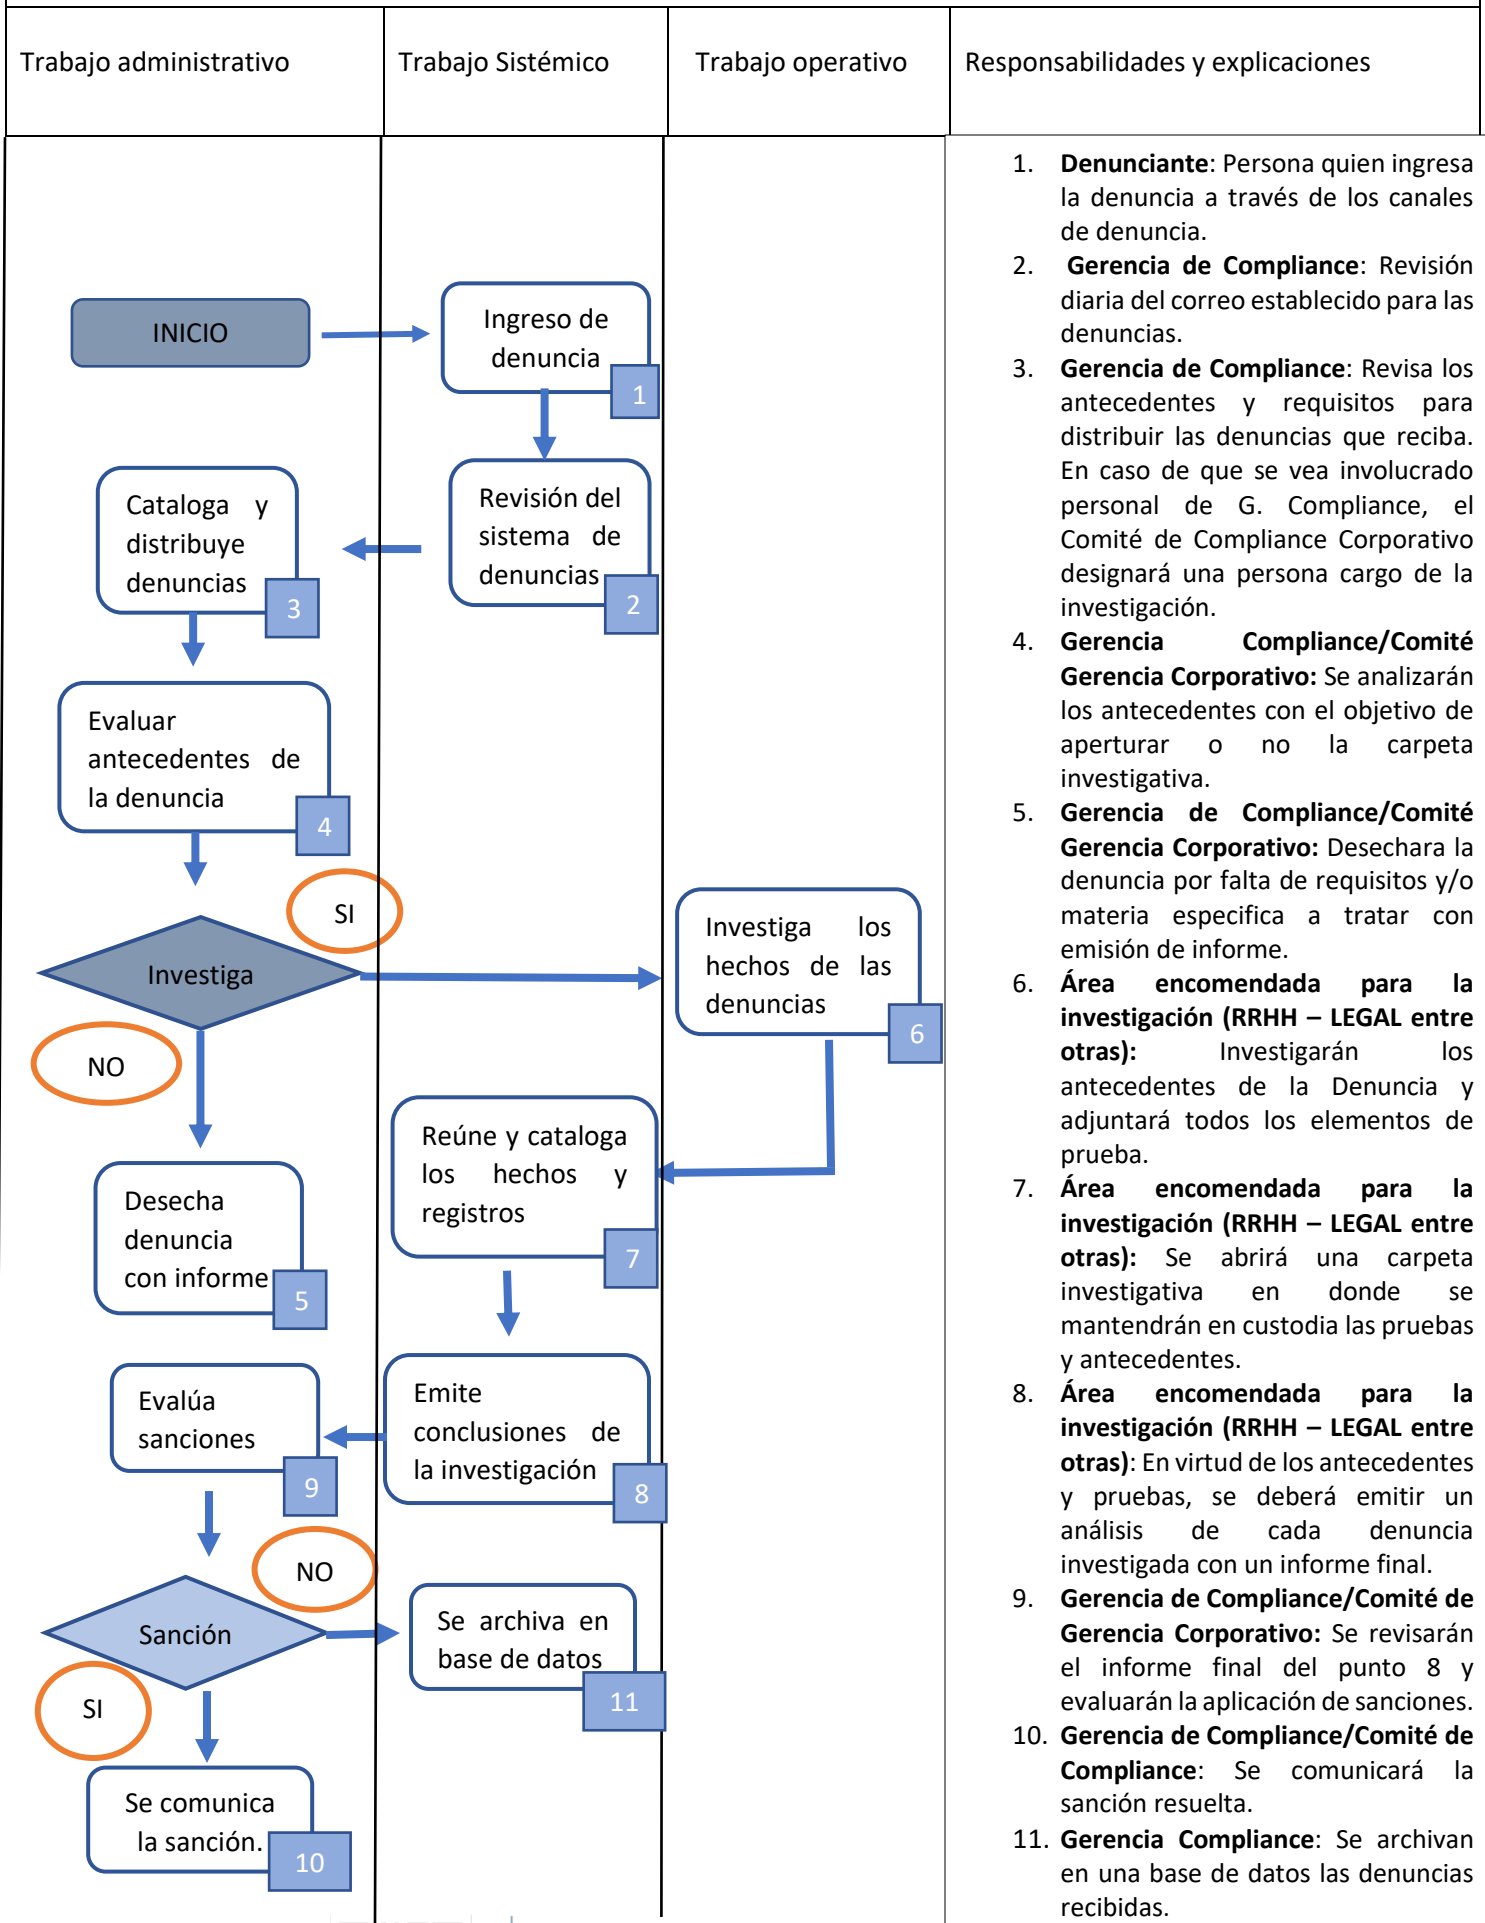 Trabajo administrativo
Trabajo Sistémico
Trabajo operativo
Responsabilidades y explicaciones
INICIO
Ingreso de
denuncia
1
Revisión del
sistema de
denuncias
2
Cataloga y
distribuye
denuncias
3
Evaluar
antecedentes de
la denuncia
4
SI
Investiga
NO
Investiga los
hechos de las
denuncias
6
Desecha
denuncia
con informe
5
Reúne y cataloga
los hechos y
registros
7
Emite
conclusiones de
la investigación
8
Evalúa
sanciones
9
NO
Sanción
SI
Se archiva en
base de datos
11
Se comunica
la sanción.
10
1. Denunciante: Persona quien ingresa
la denuncia a través de los canales
de denuncia.
2. Gerencia de Compliance: Revisión
diaria del correo establecido para las
denuncias.
3. Gerencia de Compliance: Revisa los
antecedentes y requisitos para
distribuir las denuncias que reciba.
En caso de que se vea involucrado
personal de G. Compliance, el
Comité de Compliance Corporativo
designará una persona cargo de la
investigación.
4. Gerencia Compliance/Comité
Gerencia Corporativo: Se analizarán
los antecedentes con el objetivo de
aperturar o no la carpeta
investigativa.
5. Gerencia de Compliance/Comité
Gerencia Corporativo: Desechara la
denuncia por falta de requisitos y/o
materia especifica a tratar con
emisión de informe.
6. Área encomendada para la
investigación (RRHH – LEGAL entre
otras): Investigarán los
antecedentes de la Denuncia y
adjuntará todos los elementos de
prueba.
7. Área encomendada para la
investigación (RRHH – LEGAL entre
otras): Se abrirá una carpeta
investigativa en donde se
mantendrán en custodia las pruebas
y antecedentes.
8. Área encomendada para la
investigación (RRHH – LEGAL entre
otras): En virtud de los antecedentes
y pruebas, se deberá emitir un
análisis de cada denuncia
investigada con un informe final.
9. Gerencia de Compliance/Comité de
Gerencia Corporativo: Se revisarán
el informe final del punto 8 y
evaluarán la aplicación de sanciones.
10. Gerencia de Compliance/Comité de
Compliance: Se comunicará la
sanción resuelta.
11. Gerencia Compliance: Se archivan
en una base de datos las denuncias
recibidas.